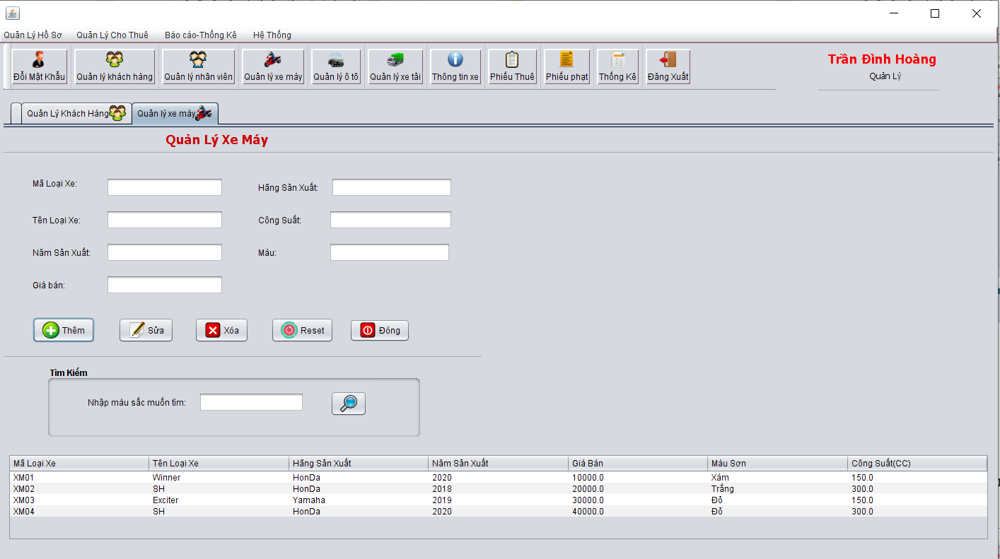 Quản Lý Hồ Sơ Quản Lý Cho Thuê Báo cáo-Thống Kê Hệ Thống
Đổi Mật Khẩu Quản lý khách hàng Quản lý nhân viên Quản lý xe máy Quản lý ô tô Quản lý xe tải Thông tin xe Phiếu Thuê Phiếu phạt Thống Kê Đăng Xuất
Trần Đình Hoàng
Quản Lý
Quản Lý Khách Hàng Quản lý xe máy
Quản Lý Xe Máy
Mã Loại Xe: Hãng Sản Xuất:
Tên Loại Xe: Công Suất:
Năm Sản Xuất: Màu:
Giá bán:
Thêm Sửa Xóa Reset Đóng
Tìm Kiếm
Nhập màu sắc muốn tìm:
Mã Loại Xe Tên Loại Xe Hãng Sản Xuất Năm Sản Xuất Giá Bán Màu Sơn Công Suất(CC)
XM01 Winner HonDa 2020 10000.0 Xám 150.0
XM02 SH HonDa 2018 20000.0 Trắng 300.0
XM03 Exciter Yamaha 2019 30000.0 Đỏ 150.0
XM04 SH HonDa 2020 40000.0 Đỏ 300.0